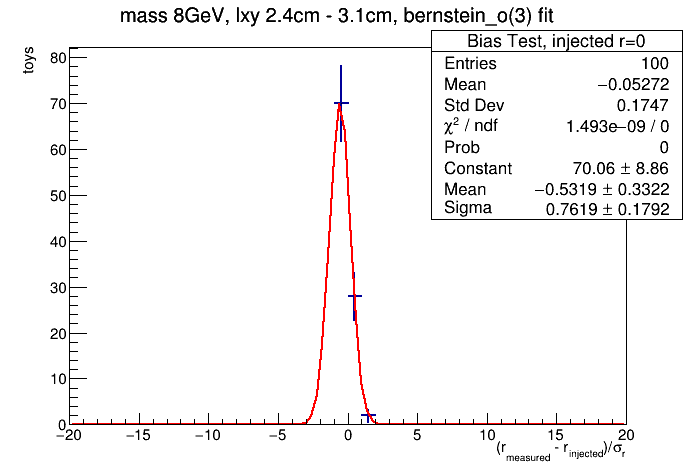 mass 8GeV, lxy 2.4cm - 3.1cm, bernstein_o(3) fit
Bias Test, injected r=0
Entries 100
Mean −0.05272
Std Dev 0.1747
χ² / ndf 1.493e−09 / 0
Prob 0
Constant 70.06 ± 8.86
Mean −0.5319 ± 0.3322
Sigma 0.7619 ± 0.1792
toys
80
70
60
50
40
30
20
10
0
−20 −15 −10 −5 0 5 10 15 20
(r_measured - r_injected)/σ_r